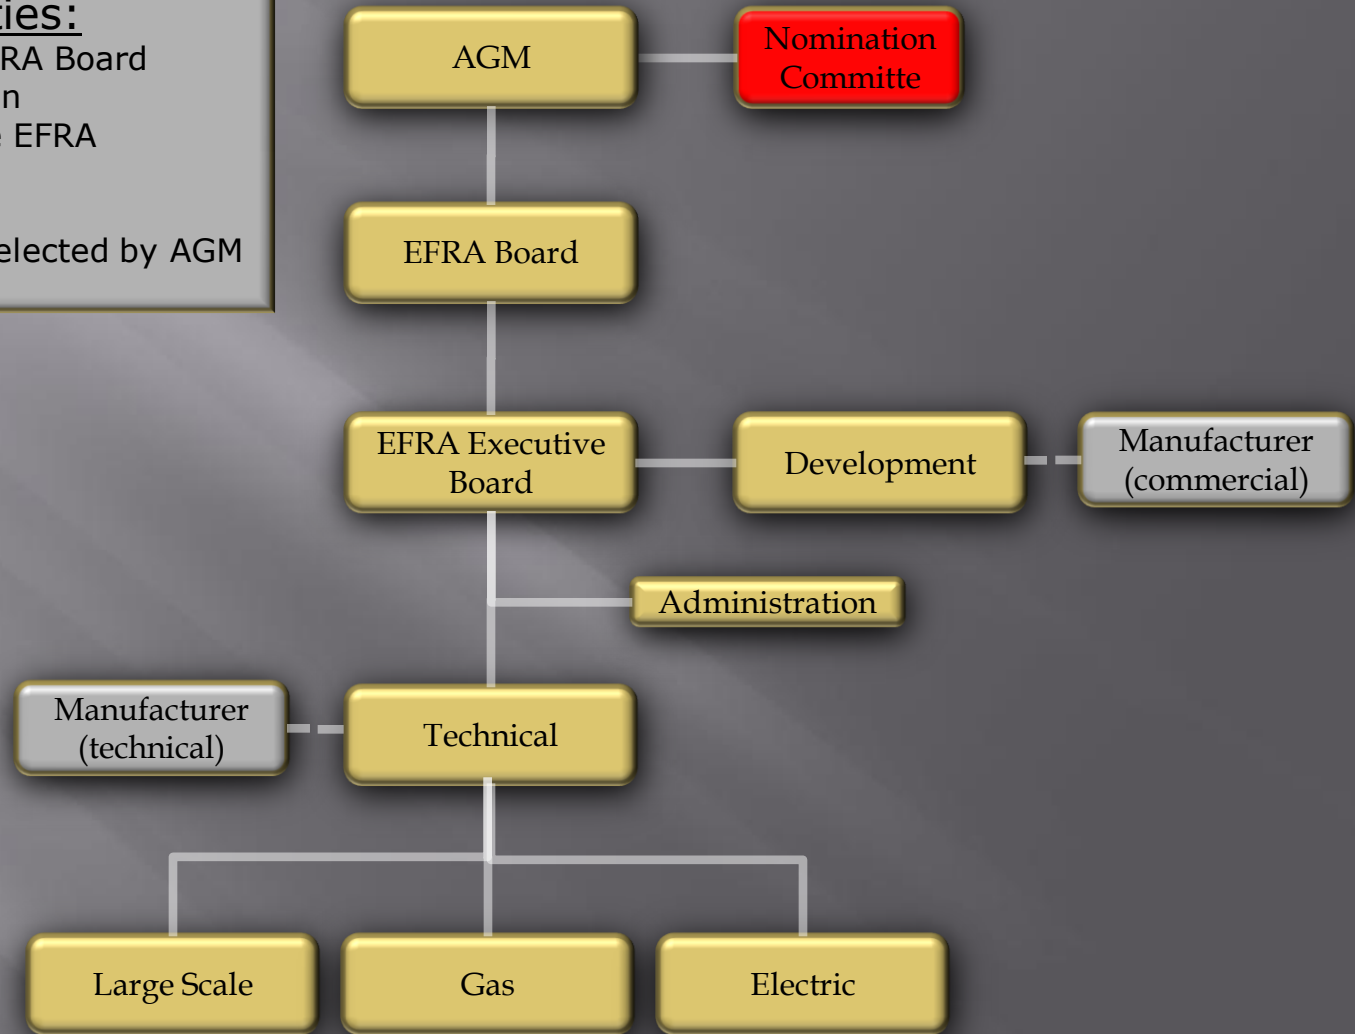 ties:
RA Board
n
e EFRA
elected by AGM
AGM
Nomination
Committe
EFRA Board
EFRA Executive
Board
Development
Manufacturer
(commercial)
Administration
Manufacturer
(technical)
Technical
Large Scale
Gas
Electric